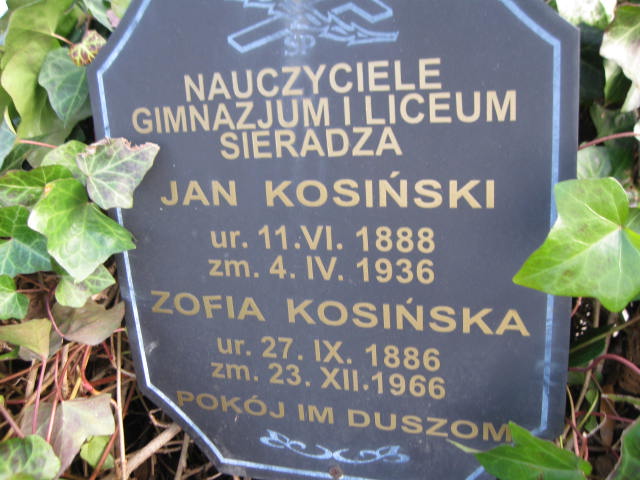 ŚP
NAUCZYCIELE
GIMNAZJUM I LICEUM
SIERADZA
JAN KOSIŃSKI
ur. 11.VI. 1888
zm. 4. IV. 1936
ZOFIA KOSIŃSKA
ur. 27. IX. 1886
zm. 23. XII.1966
POKÓJ IM DUSZOM